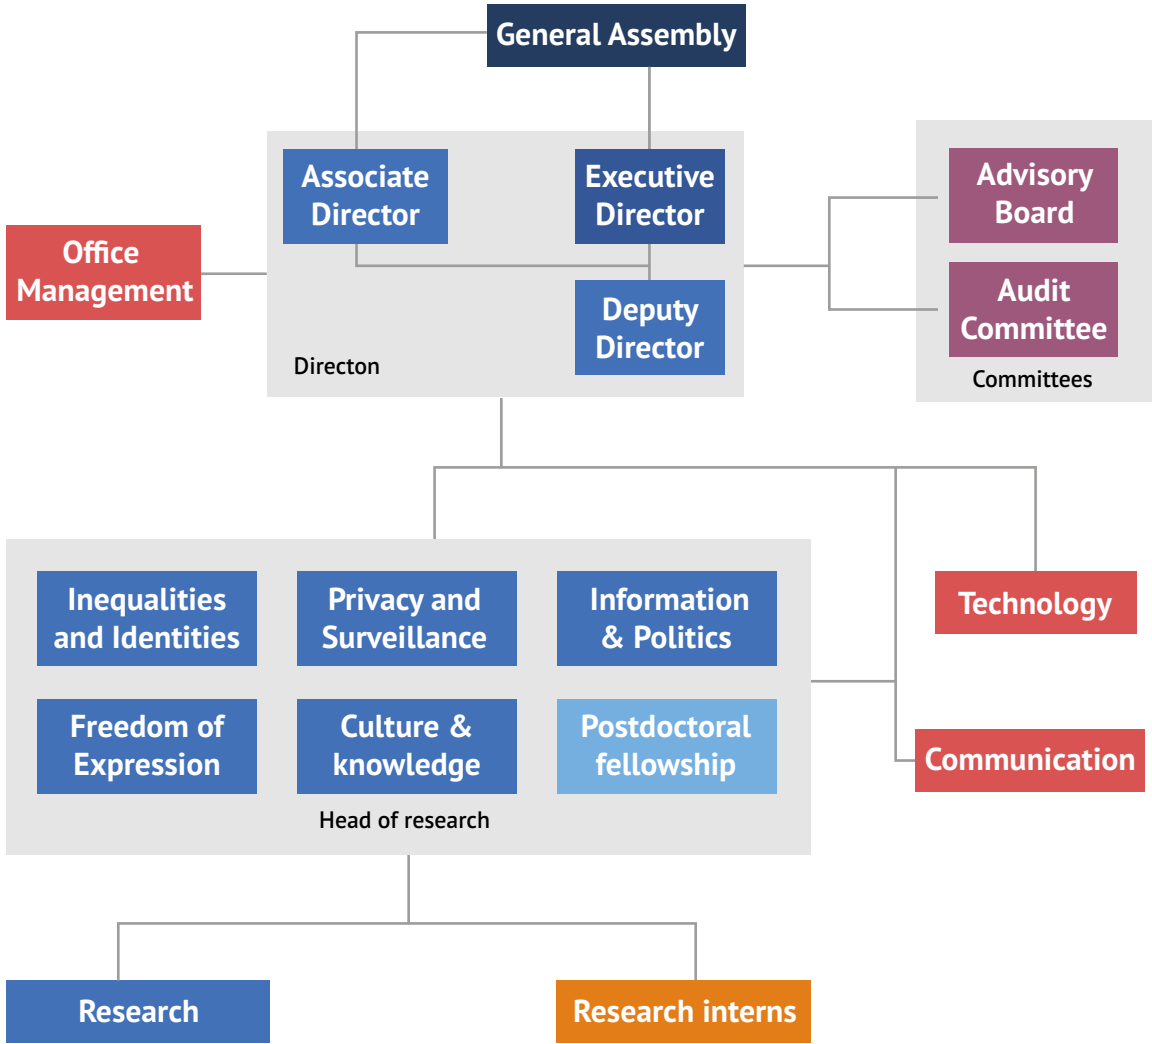 General Assembly
Associate
Director
Executive
Director
Advisory
Board
Office
Management
Audit
Committee
Deputy
Director
Directon
Committees
Inequalities
and Identities
Privacy and
Surveillance
Information
& Politics
Technology
Freedom of
Expression
Culture &
knowledge
Postdoctoral
fellowship
Communication
Head of research
Research
Research interns